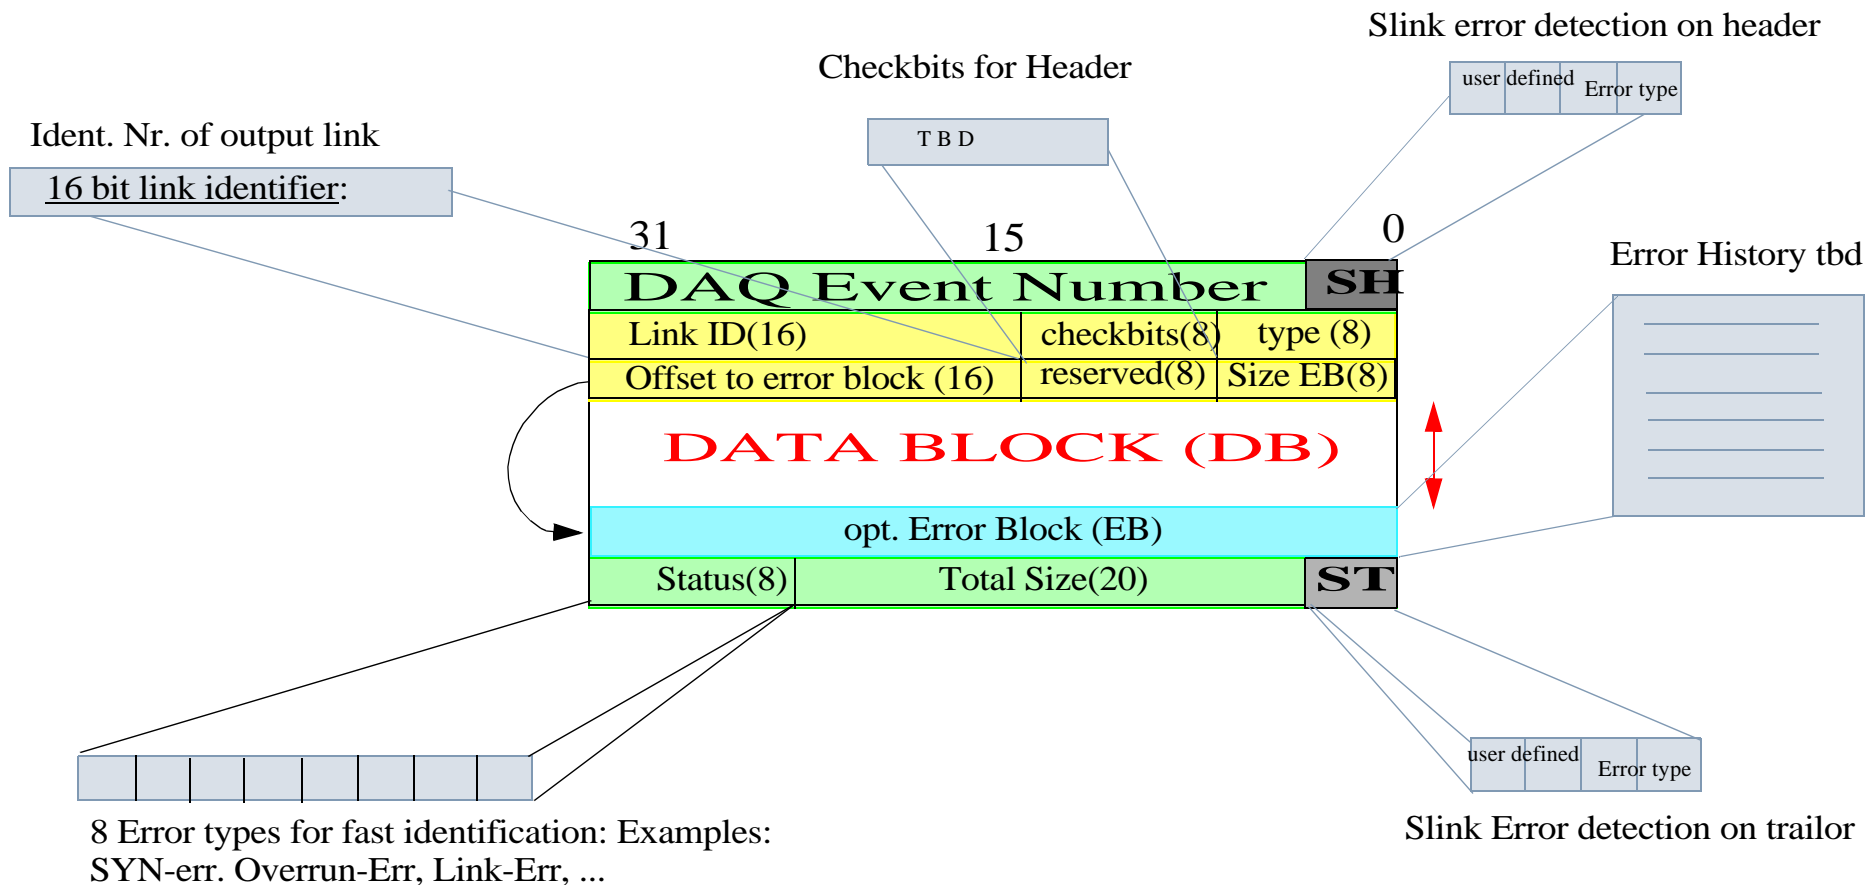 Slink error detection on header
Checkbits for Header
user defined
Error type
Ident. Nr. of output link
T B D
16 bit link identifier:
31
15
0
Error History tbd
DAQ Event Number
SH
Link ID(16)
checkbits(8)
type (8)
Offset to error block (16)
reserved(8)
Size EB(8)
DATA BLOCK (DB)
opt. Error Block (EB)
Status(8)
Total Size(20)
ST
user defined
Error type
8 Error types for fast identification: Examples:
SYN-err. Overrun-Err, Link-Err, ...
Slink Error detection on trailor